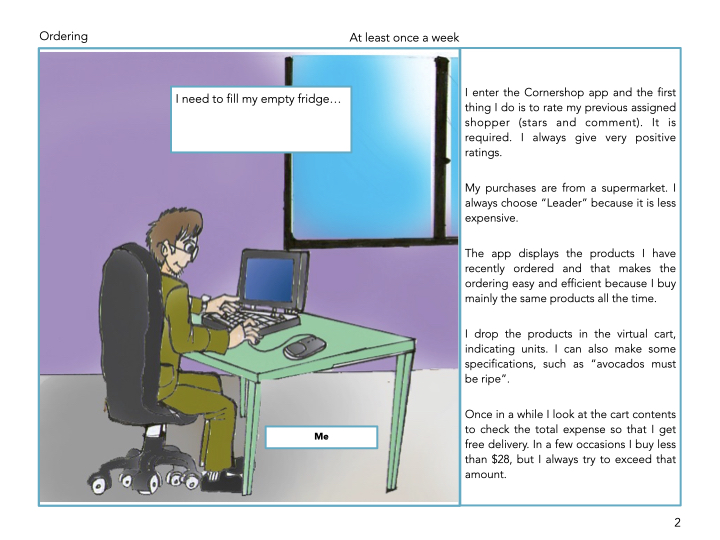 Ordering
At least once a week
I need to fill my empty fridge…
Me
I enter the Cornershop app and the first
thing I do is to rate my previous assigned
shopper (stars and comment). It is
required. I always give very positive
ratings.
My purchases are from a supermarket. I
always choose “Leader” because it is less
expensive.
The app displays the products I have
recently ordered and that makes the
ordering easy and efficient because I buy
mainly the same products all the time.
I drop the products in the virtual cart,
indicating units. I can also make some
specifications, such as “avocados must
be ripe”.
Once in a while I look at the cart contents
to check the total expense so that I get
free delivery. In a few occasions I buy less
than $28, but I always try to exceed that
amount.
2